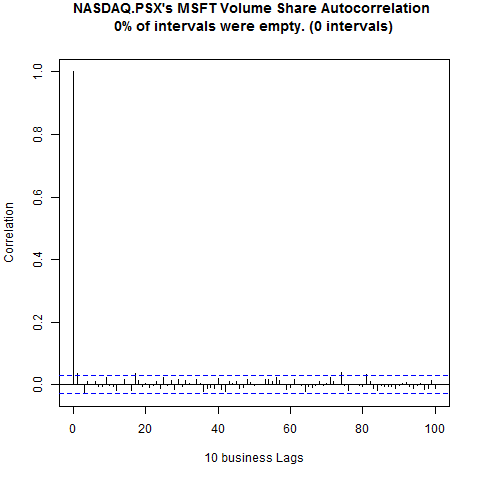 NASDAQ.PSX's MSFT Volume Share Autocorrelation
0% of intervals were empty. (0 intervals)
Correlation
1.0
0.8
0.6
0.4
0.2
0.0
0 20 40 60 80 100
10 business Lags